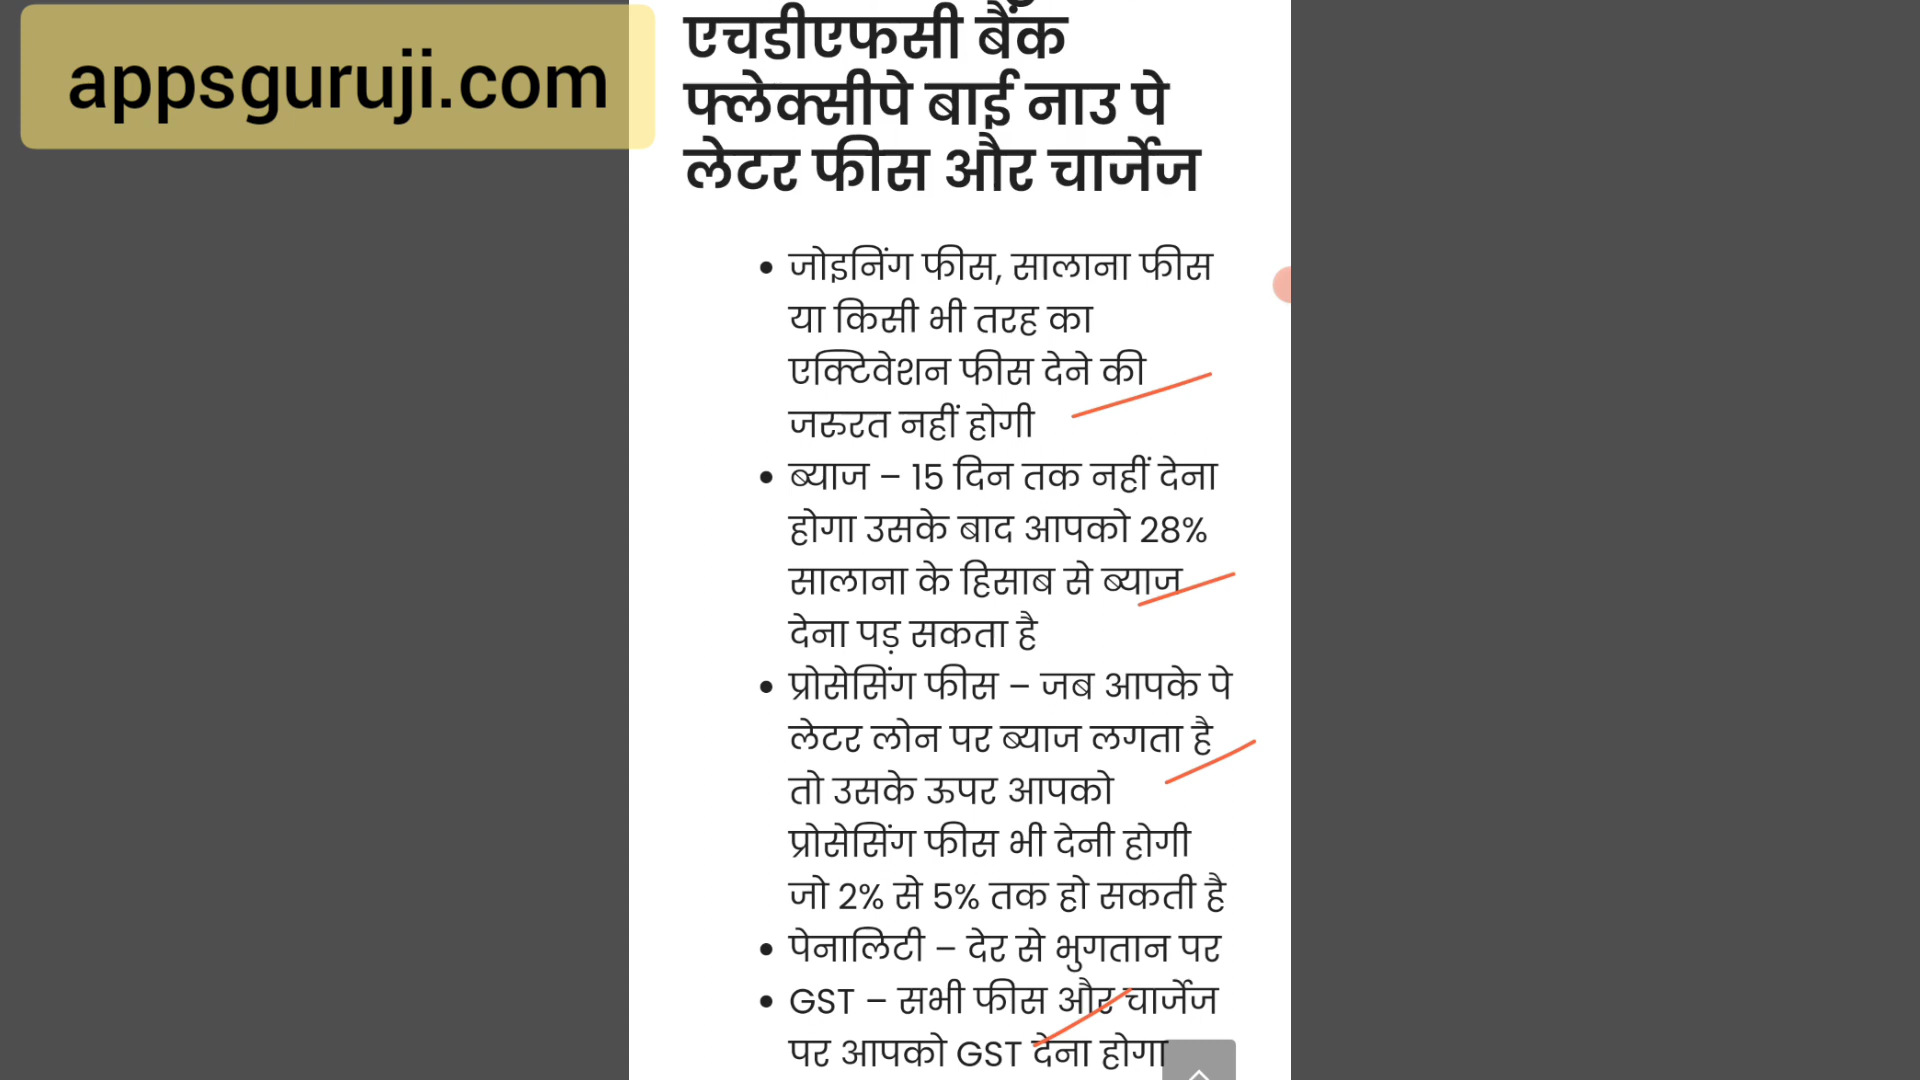 appsguruji.com
एचडीएफसी बैंक
फ्लेक्सीपे बाई नाउ पे
लेटर फीस और चार्जेज
• जोइनिंग फीस, सालाना फीस
या किसी भी तरह का
एक्टिवेशन फीस देने की
जरुरत नहीं होगी
• ब्याज – 15 दिन तक नहीं देना
होगा उसके बाद आपको 28%
सालाना के हिसाब से ब्याज
देना पड़ सकता है
• प्रोसेसिंग फीस – जब आपके पे
लेटर लोन पर ब्याज लगता है
तो उसके ऊपर आपको
प्रोसेसिंग फीस भी देनी होगी
जो 2% से 5% तक हो सकती है
• पेनालिटी – देर से भुगतान पर
• GST – सभी फीस और चार्जेज
पर आपको GST देना होगा